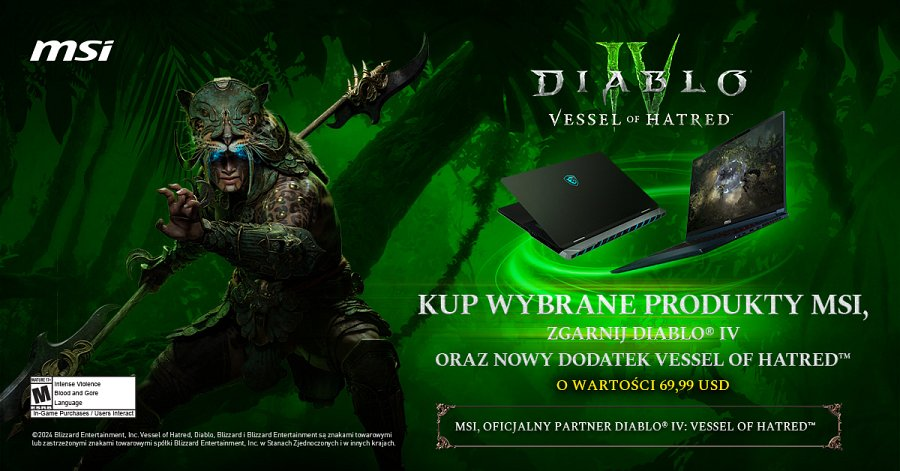 msi
DIABLO IV
VESSEL OF HATRED™
KUP WYBRANE PRODUKTY MSI,
ZGARNIJ DIABLO® IV
ORAZ NOWY DODATEK VESSEL OF HATRED™
O WARTOŚCI 69,99 USD
MSI, OFICJALNY PARTNER DIABLO® IV: VESSEL OF HATRED™
MATURE 17+
M
Intense Violence
Blood and Gore
Language
In-Game Purchases / Users Interact
©2024 Blizzard Entertainment, Inc. Vessel of Hatred, Diablo, Blizzard i Blizzard Entertainment są znakami towarowymi
lub zastrzeżonymi znakami towarowymi spółki Blizzard Entertainment, Inc. w Stanach Zjednoczonych i w innych krajach.